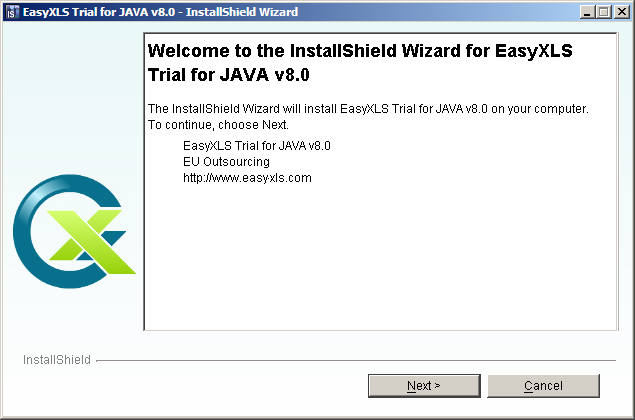 EasyXLS Trial for JAVA v8.0 - InstallShield Wizard
Welcome to the InstallShield Wizard for EasyXLS
Trial for JAVA v8.0
The InstallShield Wizard will install EasyXLS Trial for JAVA v8.0 on your computer.
To continue, choose Next.
EasyXLS Trial for JAVA v8.0
EU Outsourcing
http://www.easyxls.com
InstallShield
Next >
Cancel